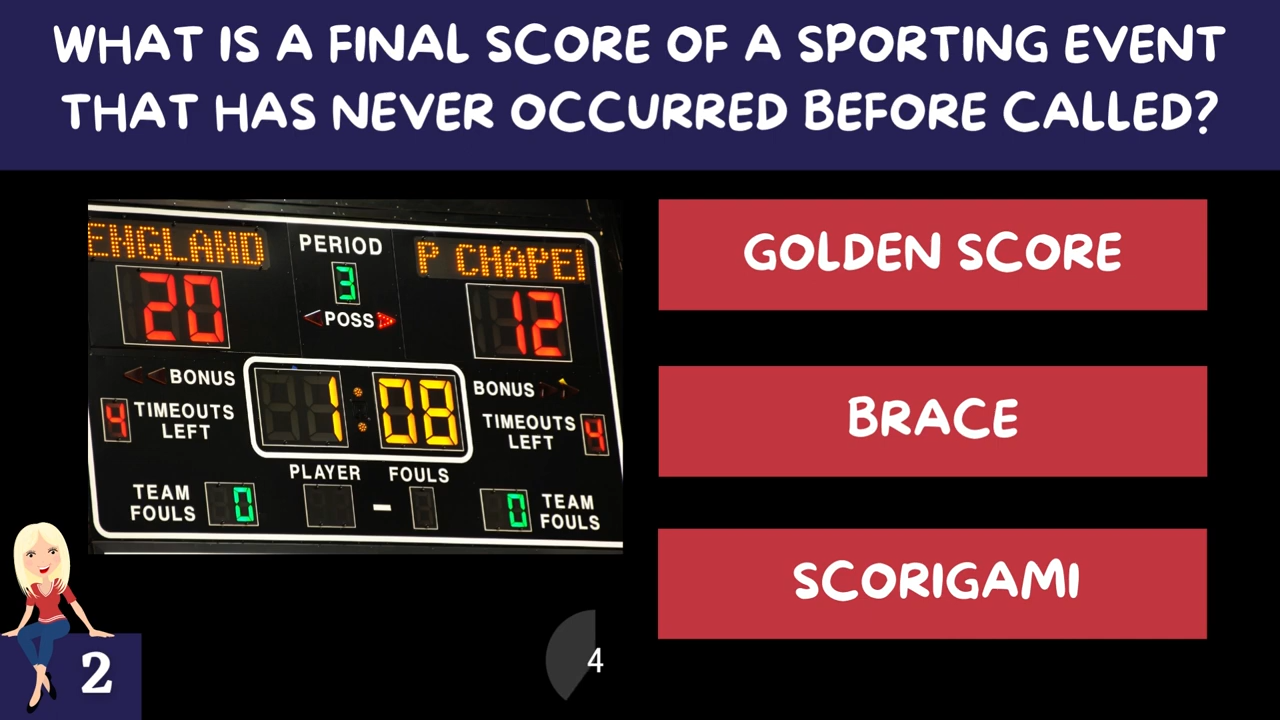 WHAT IS A FINAL SCORE OF A SPORTING EVENT
THAT HAS NEVER OCCURRED BEFORE CALLED?
ENGLAND
PERIOD
P CHAPEl
20
3
12
POSS
BONUS
1:08
BONUS
4
TIMEOUTS
LEFT
TIMEOUTS
LEFT
4
PLAYER FOULS
TEAM
FOULS
0
-
0
TEAM
FOULS
GOLDEN SCORE
BRACE
SCORIGAMI
2
4